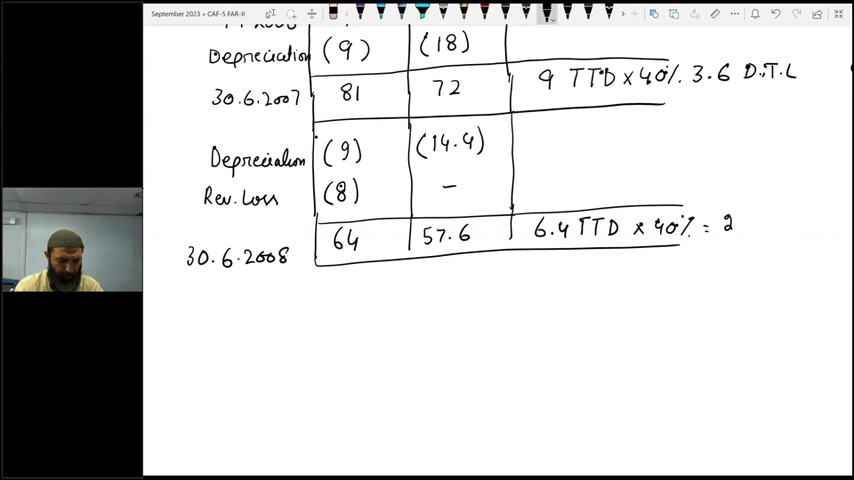 September 2023 » CAF-5 FAR-II
Depreciation (9) (18)
30.6.2007 81 72 9 TTD × 40% 3.6 D.T.L
Depreciation (9) (14.4)
Rev. Loss (8) –
30.6.2008 64 57.6 6.4 TTD × 40% = 2